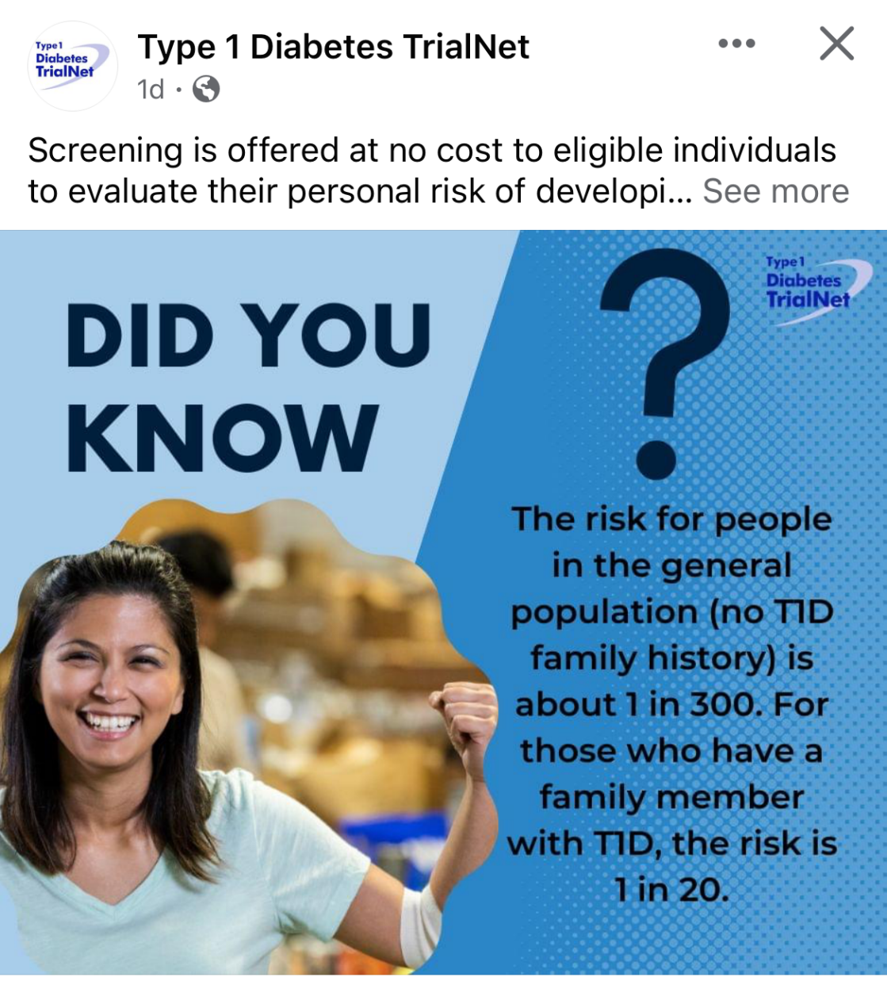 Type 1
Diabetes
TrialNet
Type 1 Diabetes TrialNet
1d ·
Screening is offered at no cost to eligible individuals
to evaluate their personal risk of developi... See more
DID YOU
KNOW
?
Type 1
Diabetes
TrialNet
The risk for people
in the general
population (no T1D
family history) is
about 1 in 300. For
those who have a
family member
with T1D, the risk is
1 in 20.